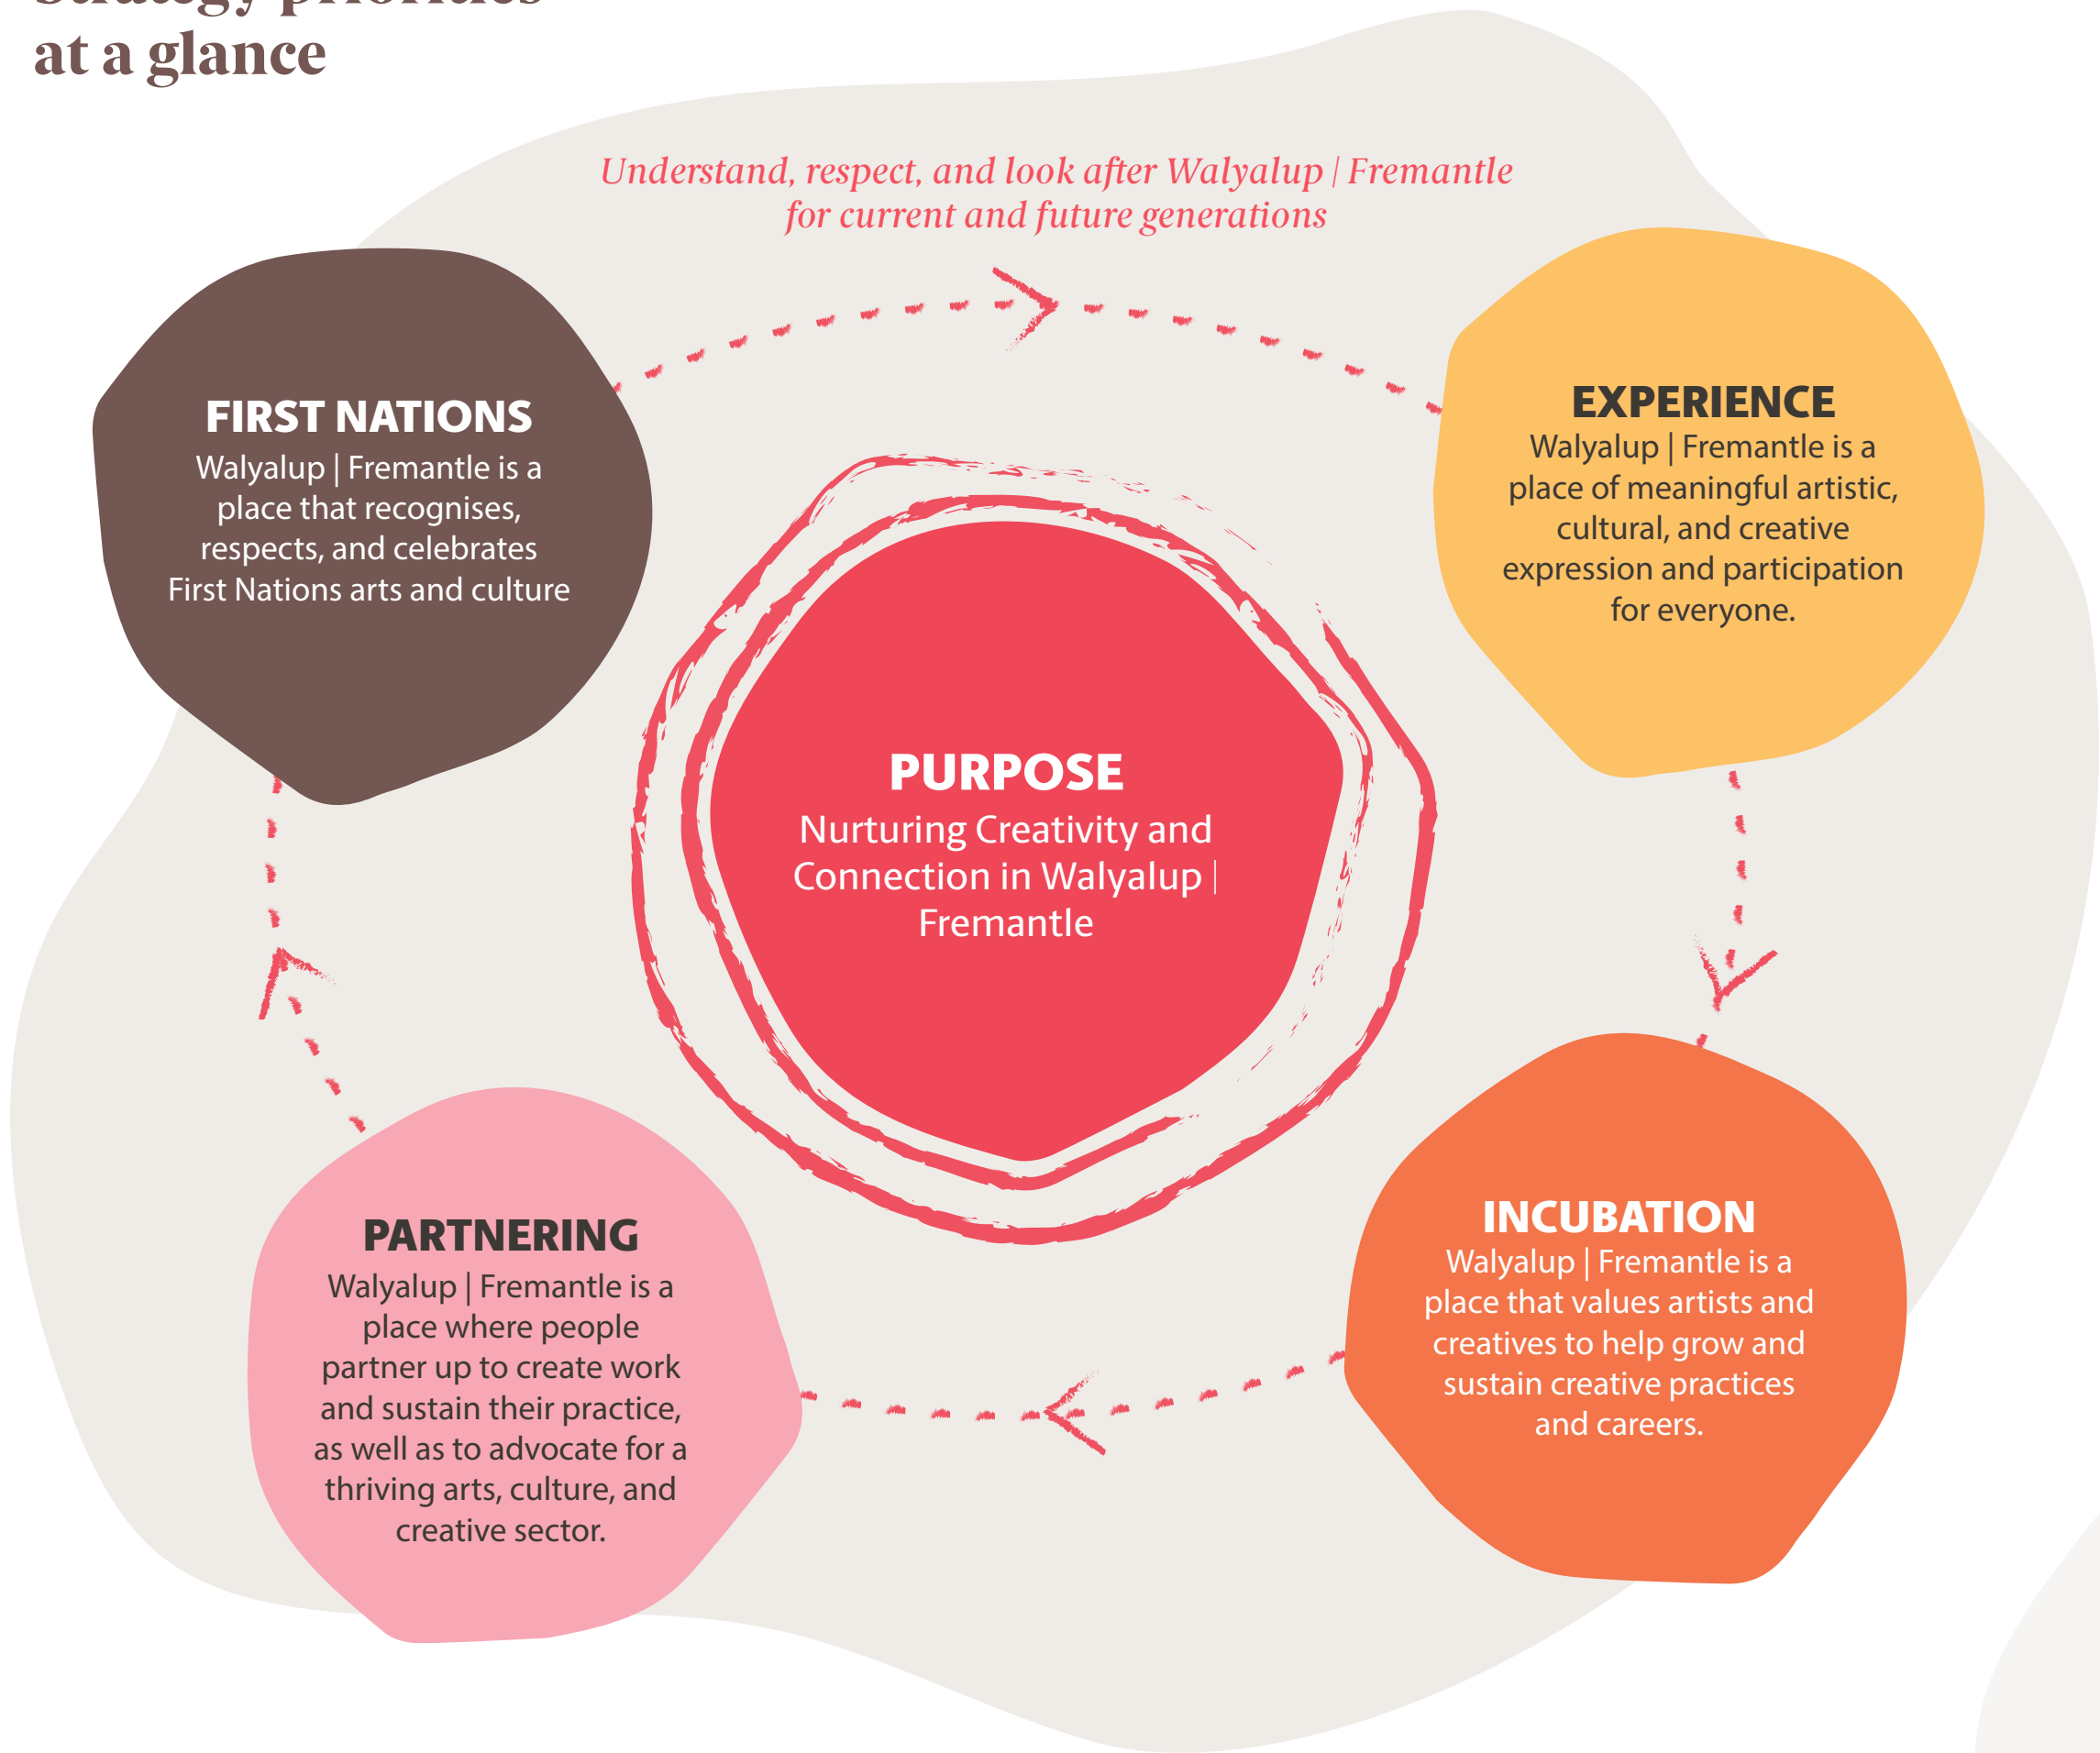 Strategy priorities
at a glance
Understand, respect, and look after Walyalup | Fremantle
for current and future generations
FIRST NATIONS
Walyalup | Fremantle is a
place that recognises,
respects, and celebrates
First Nations arts and culture
EXPERIENCE
Walyalup | Fremantle is a
place of meaningful artistic,
cultural, and creative
expression and participation
for everyone.
PURPOSE
Nurturing Creativity and
Connection in Walyalup |
Fremantle
PARTNERING
Walyalup | Fremantle is a
place where people
partner up to create work
and sustain their practice,
as well as to advocate for a
thriving arts, culture, and
creative sector.
INCUBATION
Walyalup | Fremantle is a
place that values artists and
creatives to help grow and
sustain creative practices
and careers.